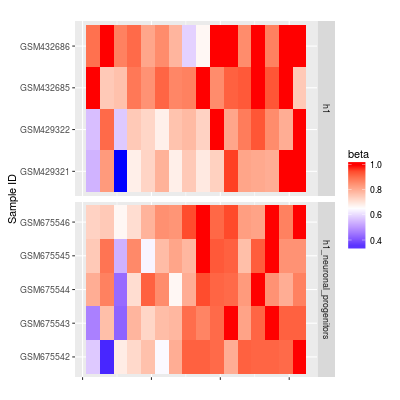 GSM432686
GSM432685
GSM429322
GSM429321
h1
GSM675546
GSM675545
GSM675544
GSM675543
GSM675542
h1_neuronal_progenitors
Sample ID
beta
1.0
0.8
0.6
0.4